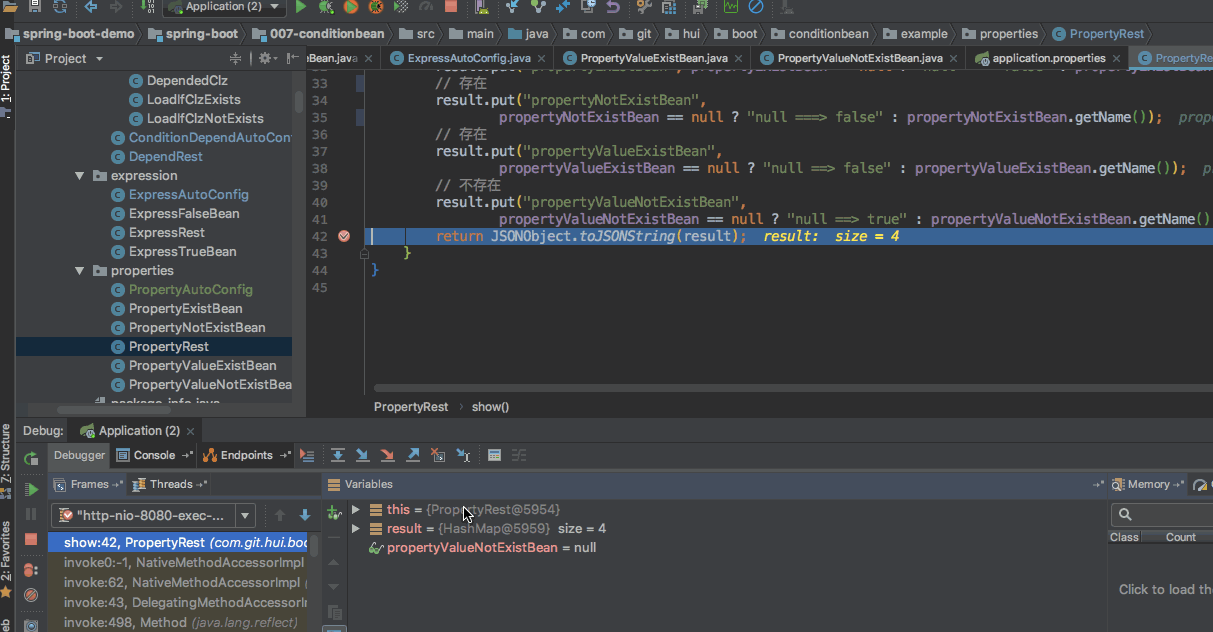 Application (2)
spring-boot-demo spring-boot 007-conditionbean src main java com git hui boot conditionbean example properties PropertyRest
1: Project
Project
nBean.java ExpressAutoConfig.java PropertyValueExistBean.java PropertyValueNotExistBean.java application.properties PropertyRe
DependedClz
LoadIfClzExists
LoadIfClzNotExists
ConditionDependAutoCon
DependRest
expression
ExpressAutoConfig
ExpressFalseBean
ExpressRest
ExpressTrueBean
properties
PropertyAutoConfig
PropertyExistBean
PropertyNotExistBean
PropertyRest
PropertyValueExistBean
PropertyValueNotExistBea
package-info.java
33 // 存在
34 result.put("propertyNotExistBean",
35 propertyNotExistBean == null ? "null ===> false" : propertyNotExistBean.getName()); prop
36 // 存在
37 result.put("propertyValueExistBean",
38 propertyValueExistBean == null ? "null ==> false" : propertyValueExistBean.getName()); p
39 // 不存在
40 result.put("propertyValueNotExistBean",
41 propertyValueNotExistBean == null ? "null ==> true" : propertyValueNotExistBean.getName()
42 return JSONObject.toJSONString(result); result: size = 4
43 }
44 }
45
PropertyRest show()
Debug: Application (2)
Debugger Console Endpoints
Frames Threads
"http-nio-8080-exec-...
show:42, PropertyRest (com.git.hui.boo
invoke0:-1, NativeMethodAccessorImpl
invoke:62, NativeMethodAccessorImpl
invoke:43, DelegatingMethodAccessorI
invoke:498, Method (java.lang.reflect)
Variables
this = {PropertyRest@5954}
result = {HashMap@5959} size = 4
propertyValueNotExistBean = null
Memory
Class Count
Click to load the
Z: Structure
2: Favorites
eb